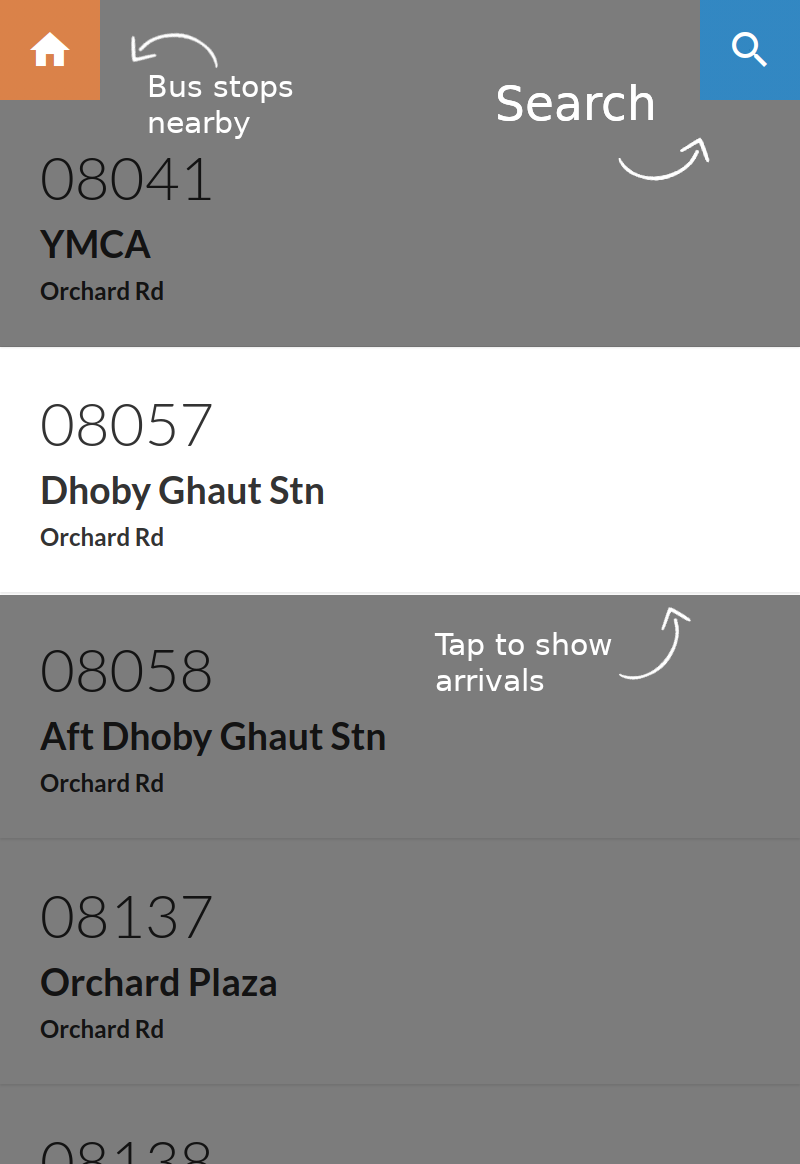 Bus stops
nearby
Search
08041
YMCA
Orchard Rd
08057
Dhoby Ghaut Stn
Orchard Rd
Tap to show
arrivals
08058
Aft Dhoby Ghaut Stn
Orchard Rd
08137
Orchard Plaza
Orchard Rd
08138